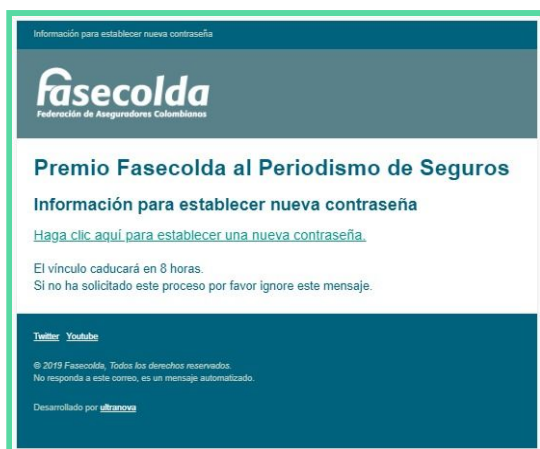 Información para establecer nueva contraseña
fasecolda
Federación de Aseguradores Colombianos
Premio Fasecolda al Periodismo de Seguros
Información para establecer nueva contraseña
Haga clic aquí para establecer una nueva contraseña.
El vínculo caducará en 8 horas.
Si no ha solicitado este proceso por favor ignore este mensaje.
Twitter Youtube
© 2019 Fasecolda, Todos los derechos reservados.
No responda a este correo, es un mensaje automatizado.
Desarrollado por ultranova